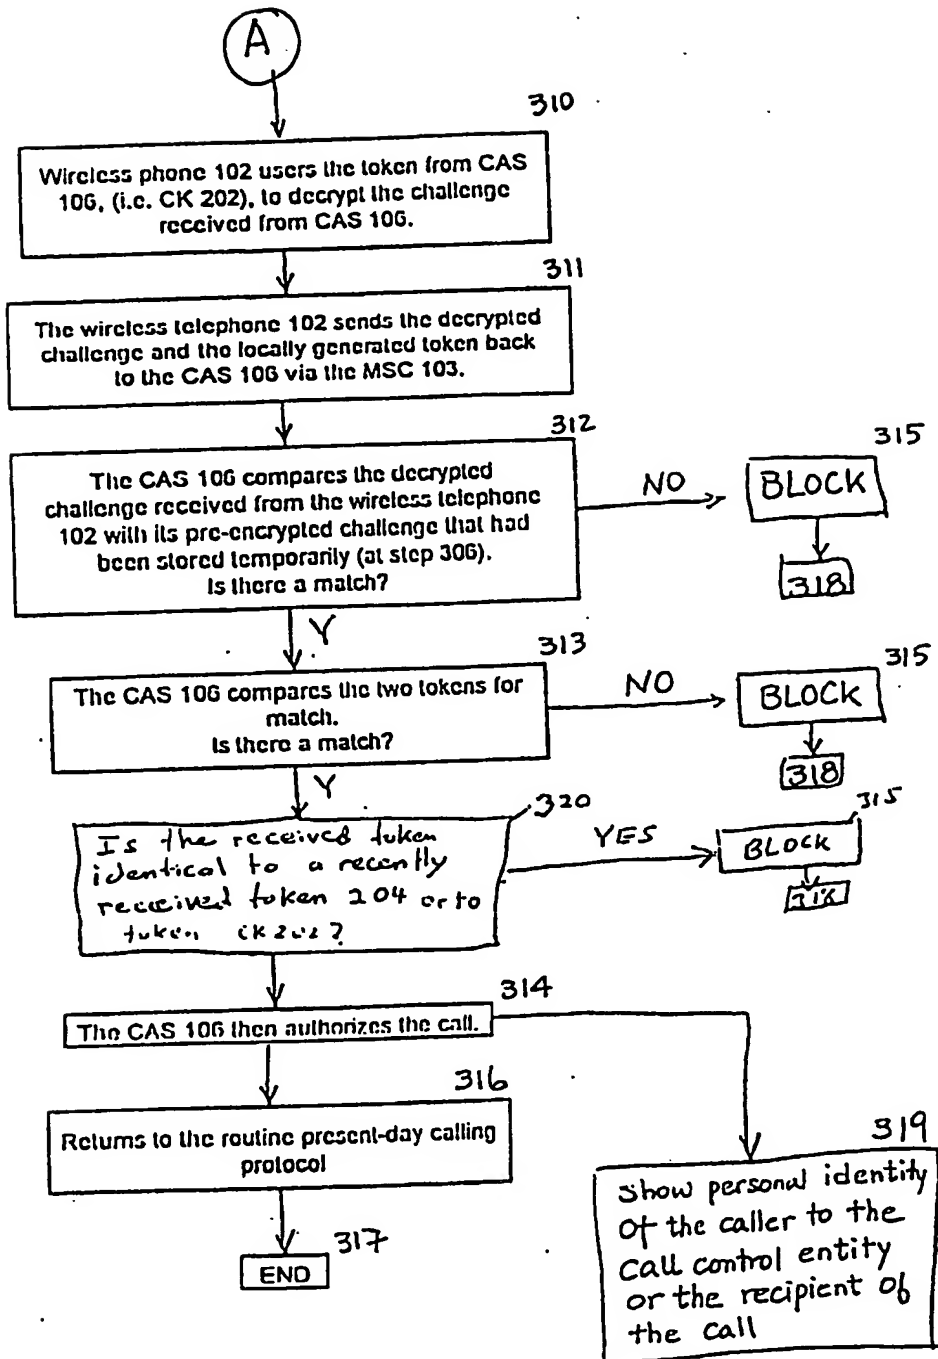 A
310
Wireless phone 102 users the token from CAS
106, (i.e. CK 202), to decrypt the challenge
received from CAS 106.
311
The wireless telephone 102 sends the decrypted
challenge and the locally generated token back
to the CAS 106 via the MSC 103.
312
The CAS 106 compares the decrypted
challenge received from the wireless telephone
102 with its pre-encrypted challenge that had
been stored temporarily (at step 306).
Is there a match?
NO
315
BLOCK
318
Y
313
The CAS 106 compares the two tokens for
match.
Is there a match?
NO
315
BLOCK
318
Y
320
Is the received token
identical to a recently
received token 204 or to
token CK 202?
YES
315
BLOCK
314
The CAS 106 then authorizes the call.
316
Returns to the routine present-day calling
protocol
317
END
319
Show personal identity
Of the caller to the
Call control entity
or the recipient of
the call